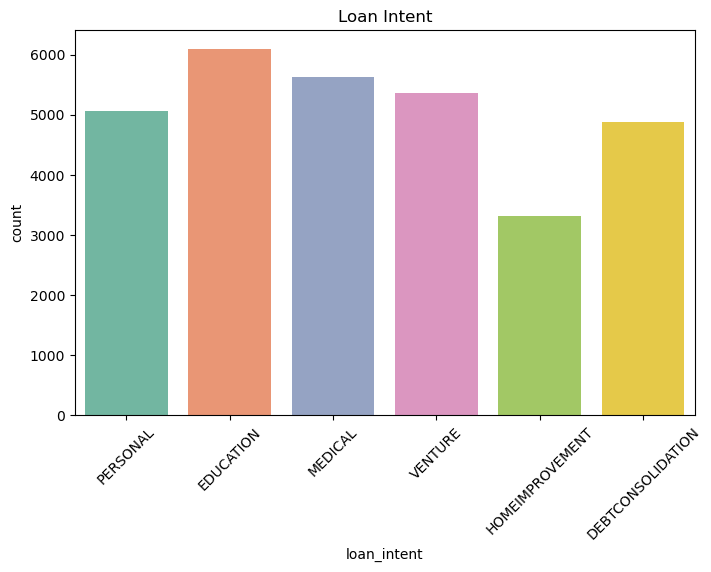 Loan Intent
6000
5000
4000
3000
2000
1000
0
count
PERSONAL
EDUCATION
MEDICAL
VENTURE
HOMEIMPROVEMENT
DEBTCONSOLIDATION
loan_intent